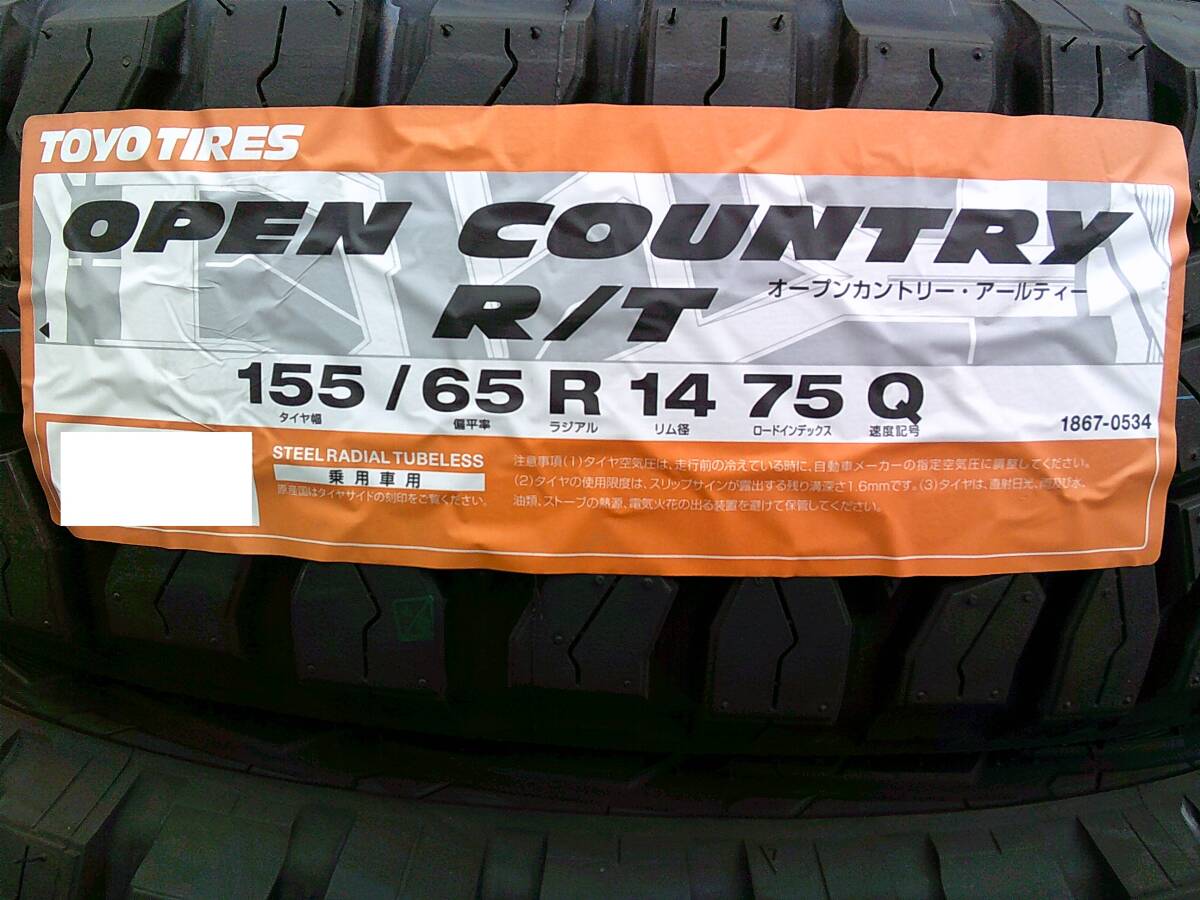 TOYO TIRES
OPEN COUNTRY
R/T オープンカントリー・アールティー
155 / 65 R 14 75 Q
タイヤ幅 偏平率 ラジアル リム径 ロードインデックス 速度記号
1867-0534
STEEL RADIAL TUBELESS
乗用車用
原産国はタイヤサイドの刻印をご覧ください。
注意事項(1)タイヤ空気圧は、走行前の冷えている時に、自動車メーカーの指定空気圧に調整してください。
(2)タイヤの使用限度は、スリップサインが露出する残り溝深さ1.6mmです。(3)タイヤは、直射日光、雨及び水、
油類、ストーブの熱源、電気火花の出る装置を避けて保管してください。